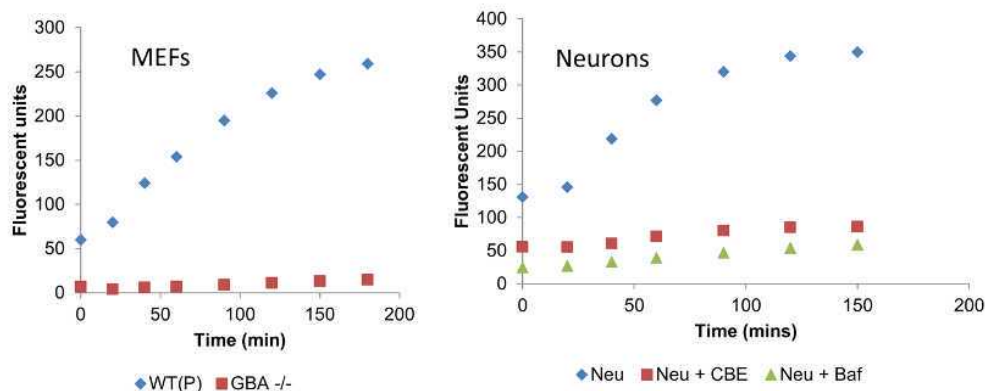 MEFs
Fluorescent units
300
250
200
150
100
50
0
0 50 100 150 200
Time (min)
WT(P) GBA -/-
Neurons
Fluorescent Units
400
350
300
250
200
150
100
50
0
0 50 100 150 200
Time (mins)
Neu Neu + CBE Neu + Baf